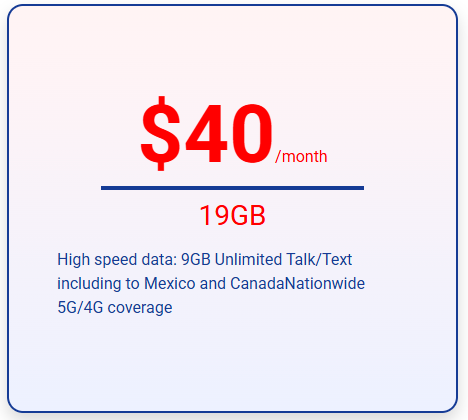 $40/month
19GB
High speed data: 9GB Unlimited Talk/Text
including to Mexico and CanadaNationwide
5G/4G coverage